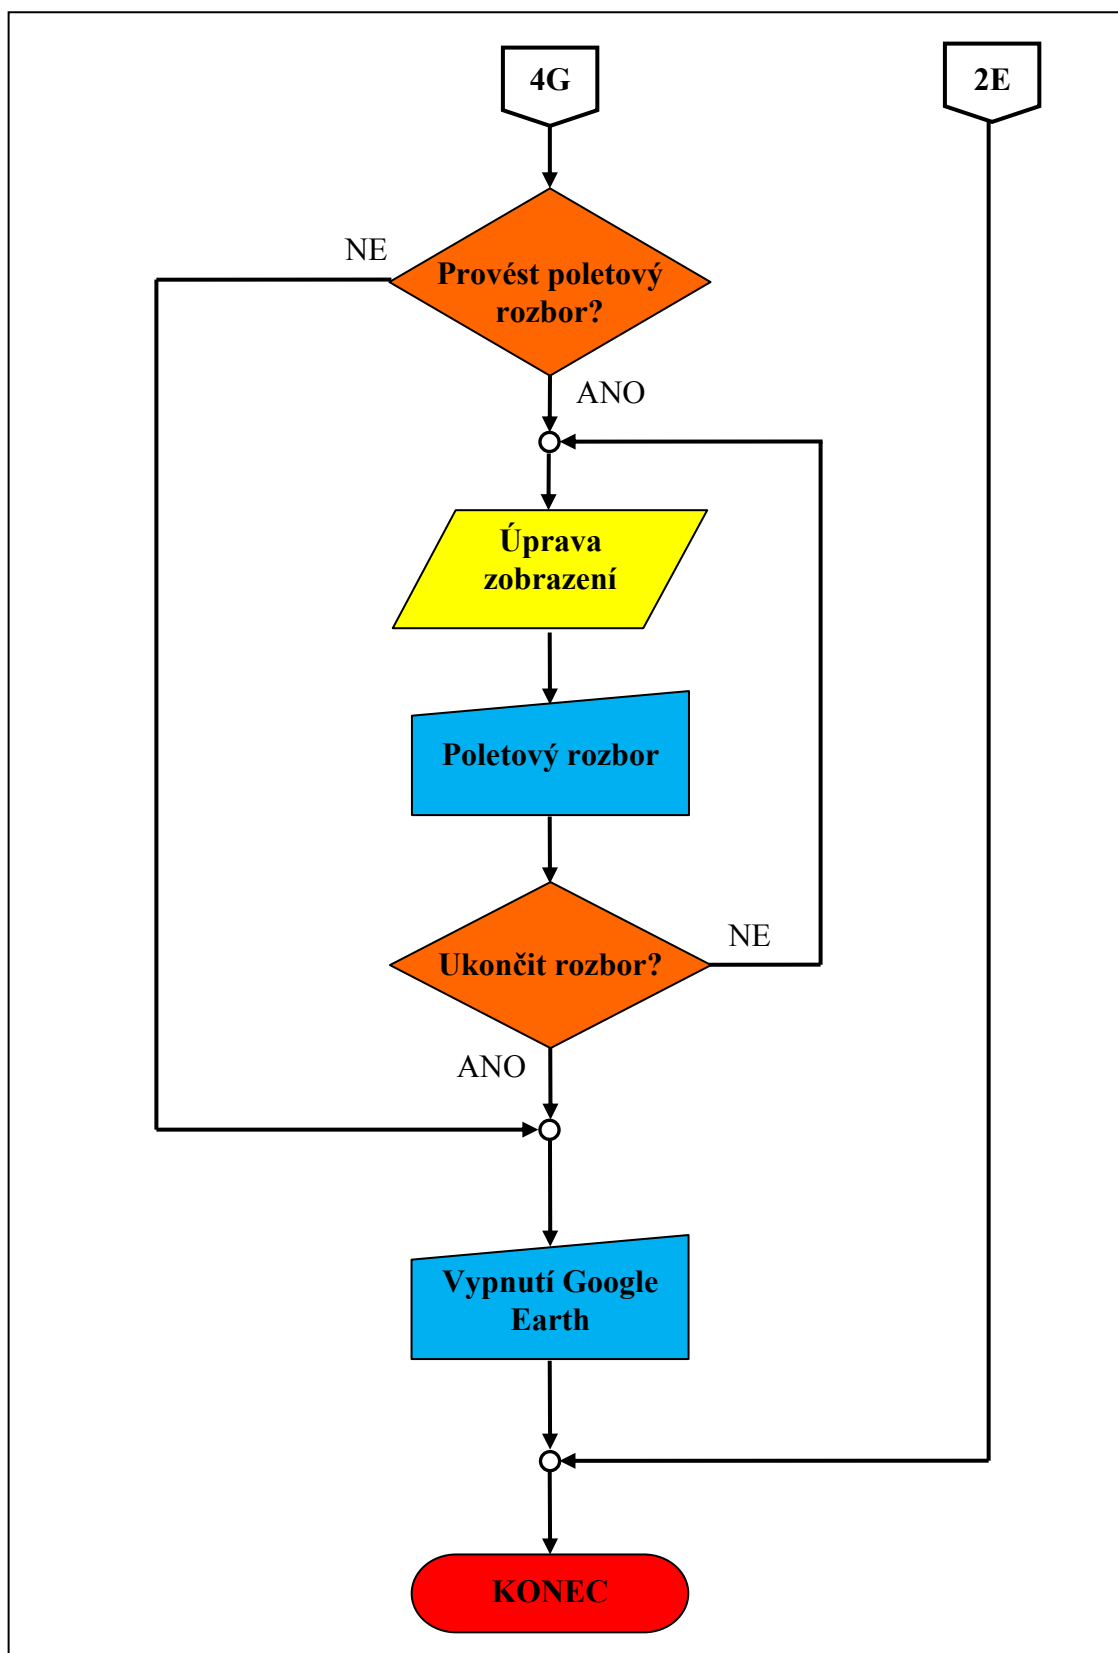 4G
2E
NE
Provést poletový
rozbor?
ANO
Úprava
zobrazení
Poletový rozbor
NE
Ukončit rozbor?
ANO
Vypnutí Google
Earth
KONEC